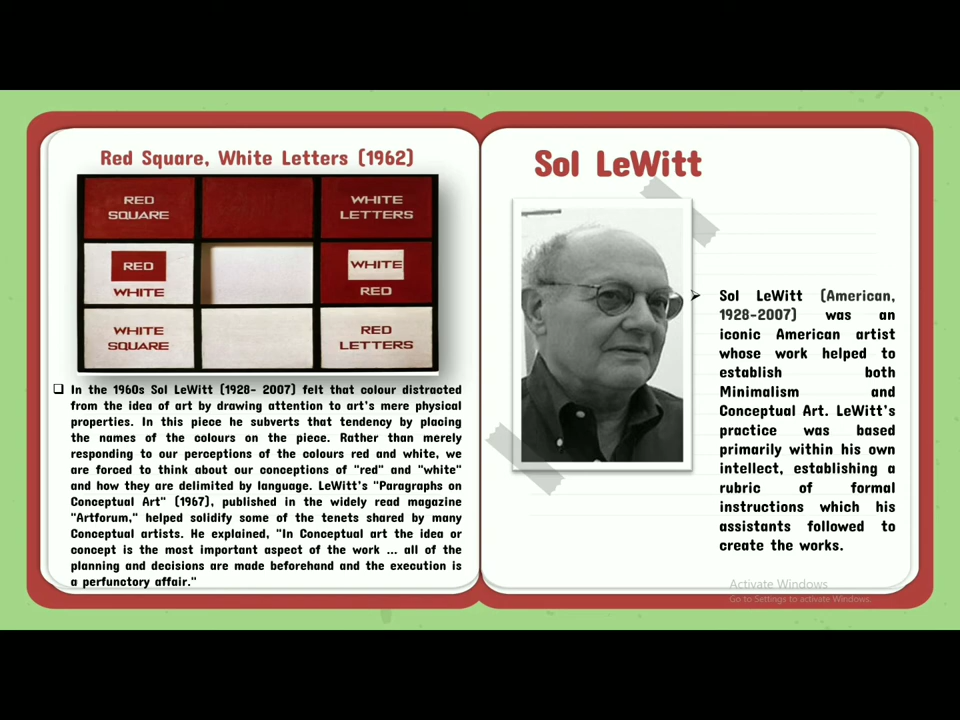 Red Square, White Letters (1962)
RED
SQUARE
WHITE
LETTERS
RED
WHITE
WHITE
RED
WHITE
SQUARE
RED
LETTERS
In the 1960s Sol LeWitt (1928- 2007) felt that colour distracted
from the idea of art by drawing attention to art's mere physical
properties. In this piece he subverts that tendency by placing
the names of the colours on the piece. Rather than merely
responding to our perceptions of the colours red and white, we
are forced to think about our conceptions of "red" and "white"
and how they are delimited by language. LeWitt's "Paragraphs on
Conceptual Art" (1967), published in the widely read magazine
"Artforum," helped solidify some of the tenets shared by many
Conceptual artists. He explained, "In Conceptual art the idea or
concept is the most important aspect of the work ... all of the
planning and decisions are made beforehand and the execution is
a perfunctory affair."
Sol LeWitt
Sol LeWitt (American,
1928-2007) was an
iconic American artist
whose work helped to
establish both
Minimalism and
Conceptual Art. LeWitt's
practice was based
primarily within his own
intellect, establishing a
rubric of formal
instructions which his
assistants followed to
create the works.
Activate Windows
Go to Settings to activate Windows.